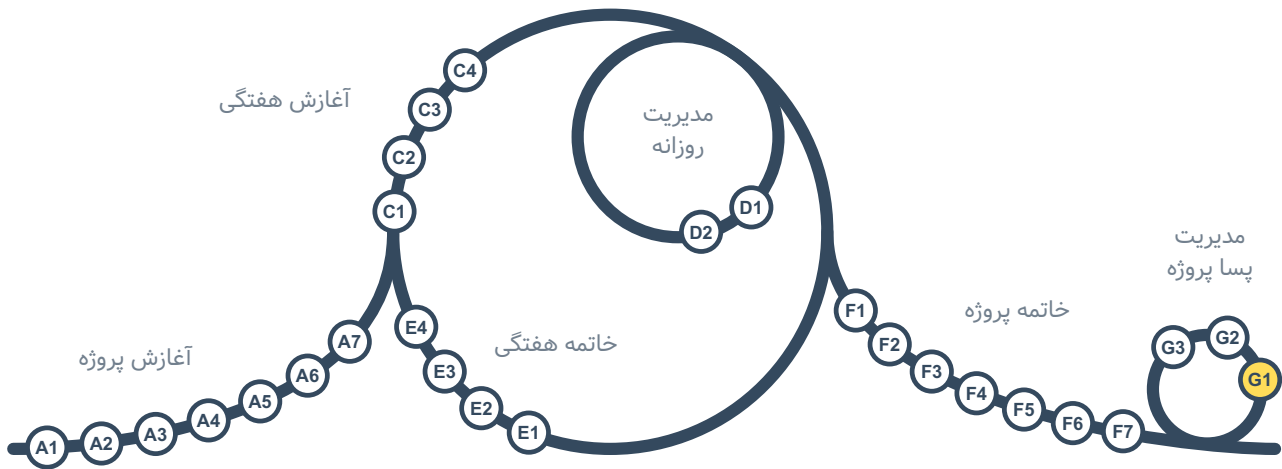 آغازش پروژه
A1
A2
A3
A4
A5
A6
A7
آغازش هفتگی
C1
C2
C3
C4
مدیریت
روزانه
D1
D2
خاتمه هفتگی
E1
E2
E3
E4
خاتمه پروژه
F1
F2
F3
F4
F5
F6
F7
مدیریت
پسا پروژه
G1
G2
G3